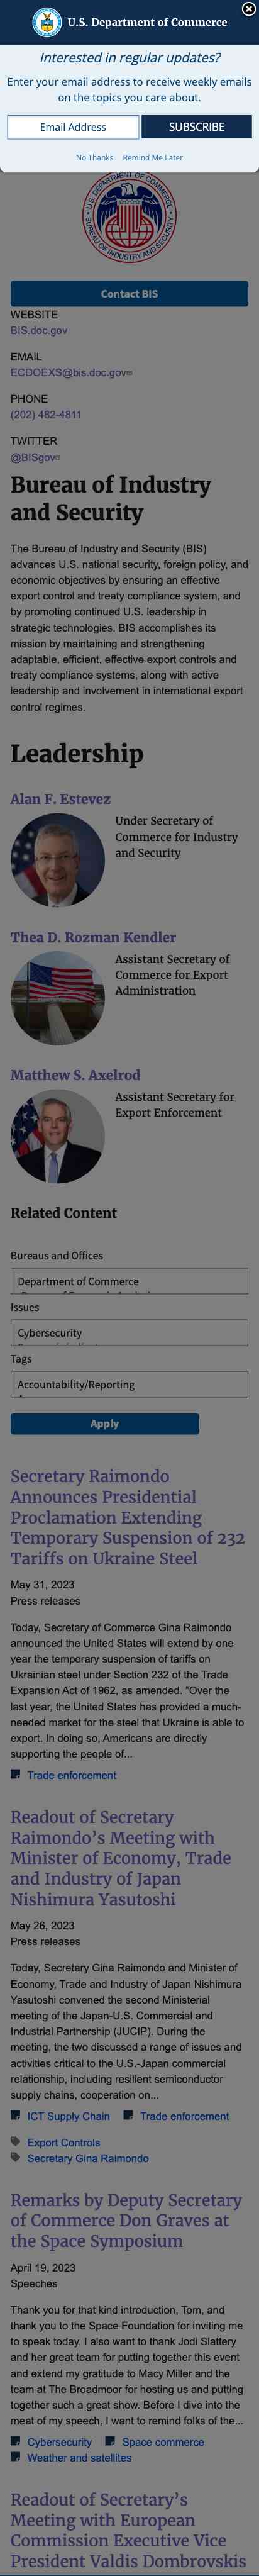 U.S. Department of Commerce
Interested in regular updates?
Enter your email address to receive weekly emails
on the topics you care about.
Email Address
SUBSCRIBE
No Thanks Remind Me Later
DEPARTMENT OF COMMERCE
BUREAU OF INDUSTRY AND SECURITY
Contact BIS
WEBSITE
BIS.doc.gov
EMAIL
ECDOEXS@bis.doc.gov
PHONE
(202) 482-4811
TWITTER
@BISgov
Bureau of Industry
and Security
The Bureau of Industry and Security (BIS)
advances U.S. national security, foreign policy, and
economic objectives by ensuring an effective
export control and treaty compliance system, and
by promoting continued U.S. leadership in
strategic technologies. BIS accomplishes its
mission by maintaining and strengthening
adaptable, efficient, effective export controls and
treaty compliance systems, along with active
leadership and involvement in international export
control regimes.
Leadership
Alan F. Estevez
Under Secretary of
Commerce for Industry
and Security
Thea D. Rozman Kendler
Assistant Secretary of
Commerce for Export
Administration
Matthew S. Axelrod
Assistant Secretary for
Export Enforcement
Related Content
Bureaus and Offices
Department of Commerce
Issues
Cybersecurity
Tags
Accountability/Reporting
Apply
Secretary Raimondo
Announces Presidential
Proclamation Extending
Temporary Suspension of 232
Tariffs on Ukraine Steel
May 31, 2023
Press releases
Today, Secretary of Commerce Gina Raimondo
announced the United States will extend by one
year the temporary suspension of tariffs on
Ukrainian steel under Section 232 of the Trade
Expansion Act of 1962, as amended. “Over the
last year, the United States has provided a much-
needed market for the steel that Ukraine is able to
export. In doing so, Americans are directly
supporting the people of...
Trade enforcement
Readout of Secretary
Raimondo’s Meeting with
Minister of Economy, Trade
and Industry of Japan
Nishimura Yasutoshi
May 26, 2023
Press releases
Today, Secretary Gina Raimondo and Minister of
Economy, Trade and Industry of Japan Nishimura
Yasutoshi convened the second Ministerial
meeting of the Japan-U.S. Commercial and
Industrial Partnership (JUCIP). During the
meeting, the two discussed a range of issues and
activities critical to the U.S.-Japan commercial
relationship, including resilient semiconductor
supply chains, cooperation on...
ICT Supply Chain Trade enforcement
Export Controls
Secretary Gina Raimondo
Remarks by Deputy Secretary
of Commerce Don Graves at
the Space Symposium
April 19, 2023
Speeches
Thank you for that kind introduction, Tom, and
thank you to the Space Foundation for inviting me
to speak today. I also want to thank Jodi Slattery
and her great team for putting together this event
and extend my gratitude to Macy Miller and the
team at The Broadmoor for hosting us and putting
together such a great show. Before I dive into the
meat of my speech, I want to remind folks of the...
Cybersecurity Space commerce
Weather and satellites
Readout of Secretary’s
Meeting with European
Commission Executive Vice
President Valdis Dombrovskis